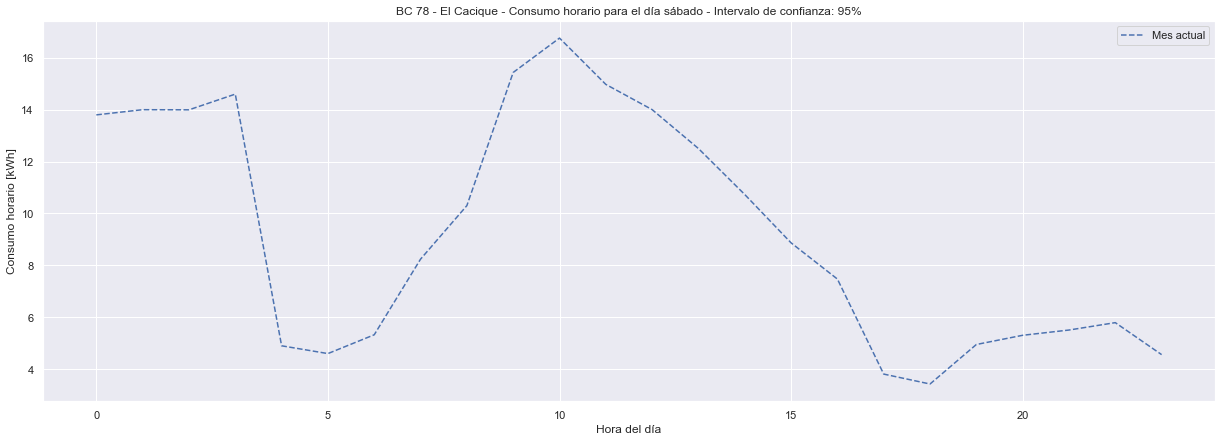 BC 78 - El Cacique - Consumo horario para el día sábado - Intervalo de confianza: 95%
Mes actual
Consumo horario [kWh]
16
14
12
10
8
6
4
0 5 10 15 20
Hora del día